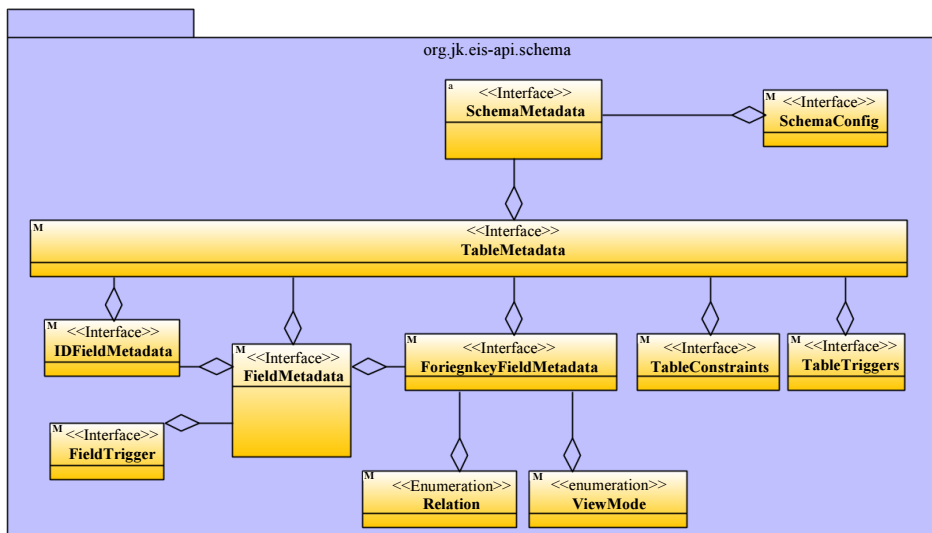 org.jk.eis-api.schema
a
<<Interface>>
SchemaMetadata
M
<<Interface>>
SchemaConfig
M
<<Interface>>
TableMetadata
M
<<Interface>>
IDFieldMetadata
M
<<Interface>>
FieldMetadata
M
<<Interface>>
ForiegnkeyFieldMetadata
M
<<Interface>>
TableConstraints
M
<<Interface>>
TableTriggers
M
<<Interface>>
FieldTrigger
M
<<Enumeration>>
Relation
M
<<enumeration>>
ViewMode